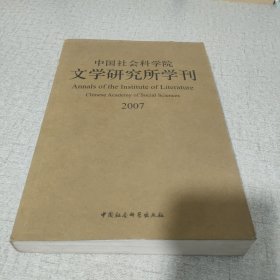 中国社会科学院
文学研究所学刊
Annals of the Institute of Literature
Chinese Academy of Social Sciences
2007
中国社会科学出版社